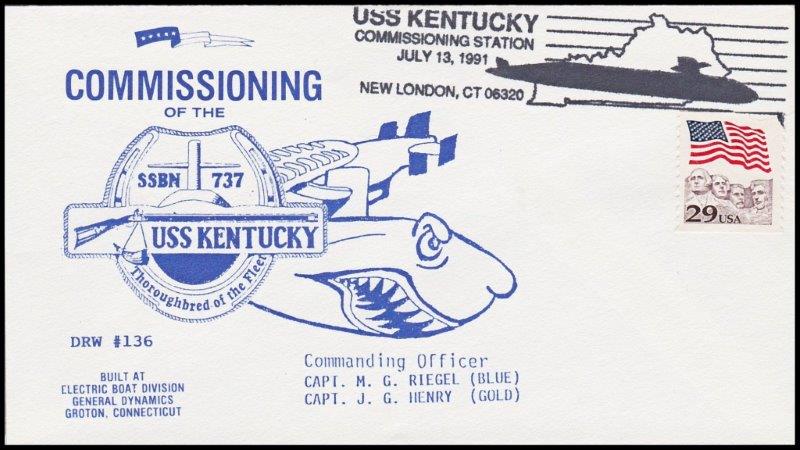 COMMISSIONING
OF THE
SSBN 737
USS KENTUCKY
Thoroughbred of the Fleet
DRW #136
BUILT AT
ELECTRIC BOAT DIVISION
GENERAL DYNAMICS
GROTON, CONNECTICUT
USS KENTUCKY
COMMISSIONING STATION
JULY 13, 1991
NEW LONDON, CT 06320
29 USA
Commanding Officer
CAPT. M. G. RIEGEL (BLUE)
CAPT. J. G. HENRY (GOLD)